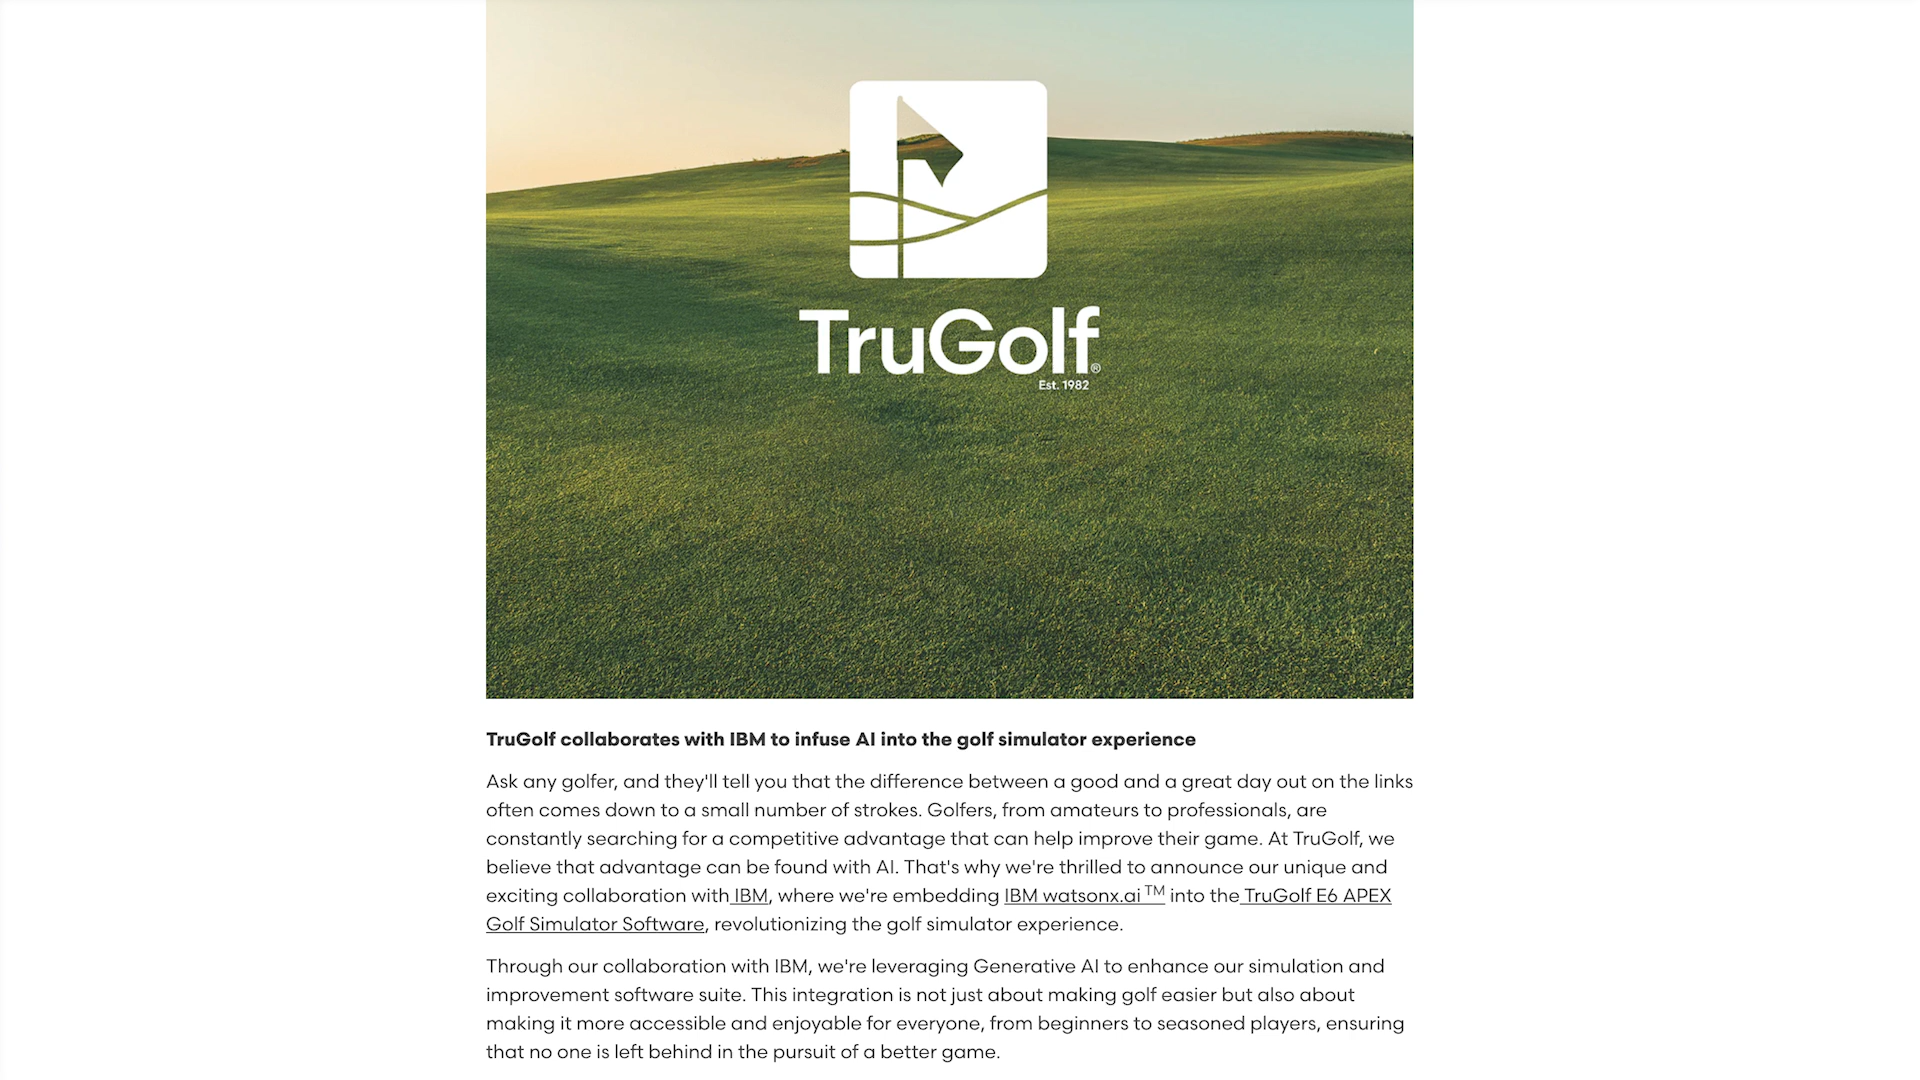 TruGolf®
Est. 1982
TruGolf collaborates with IBM to infuse AI into the golf simulator experience
Ask any golfer, and they'll tell you that the difference between a good and a great day out on the links
often comes down to a small number of strokes. Golfers, from amateurs to professionals, are
constantly searching for a competitive advantage that can help improve their game. At TruGolf, we
believe that advantage can be found with AI. That's why we're thrilled to announce our unique and
exciting collaboration with IBM, where we're embedding IBM watsonx.ai TM into the TruGolf E6 APEX
Golf Simulator Software, revolutionizing the golf simulator experience.
Through our collaboration with IBM, we're leveraging Generative AI to enhance our simulation and
improvement software suite. This integration is not just about making golf easier but also about
making it more accessible and enjoyable for everyone, from beginners to seasoned players, ensuring
that no one is left behind in the pursuit of a better game.